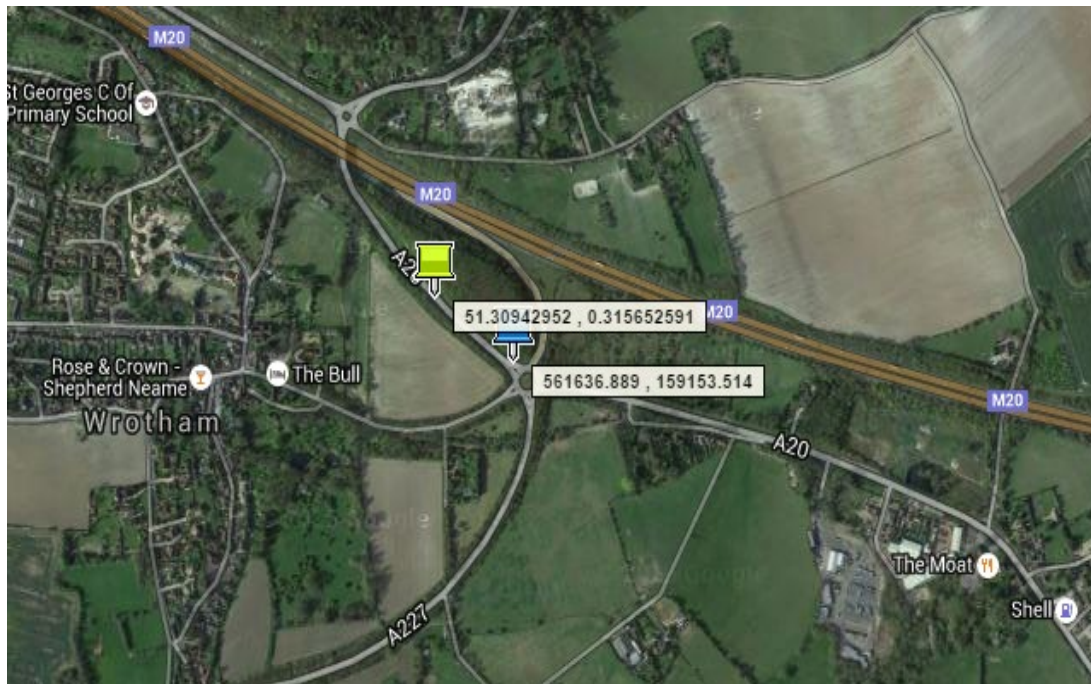 M20
St Georges C Of
Primary School
M20
A20
51.30942952 , 0.315652591
M20
Rose & Crown -
Shepherd Neame
The Bull
561636.889 , 159153.514
M20
Wrotham
A20
The Moat
Shell
A227